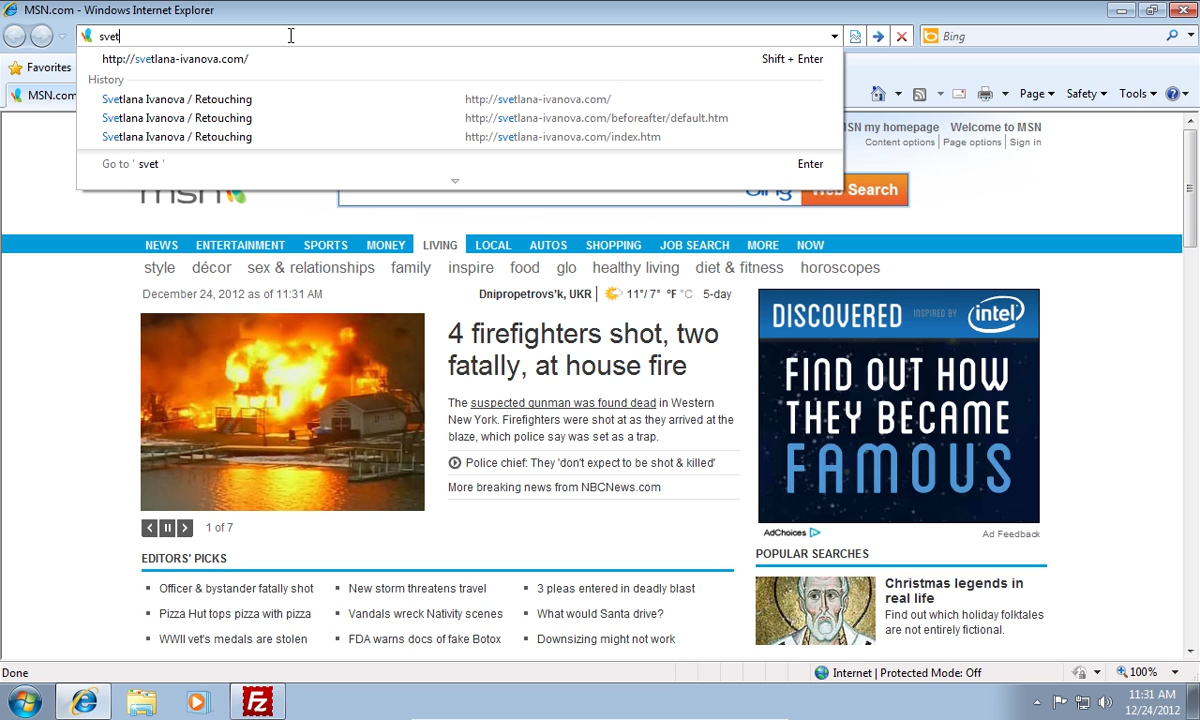 MSN.com - Windows Internet Explorer
svet
Bing
http://svetlana-ivanova.com/ Shift + Enter
Favorites
History
MSN.com
Svetlana Ivanova / Retouching http://svetlana-ivanova.com/
Svetlana Ivanova / Retouching http://svetlana-ivanova.com/beforeafter/default.htm
Svetlana Ivanova / Retouching http://svetlana-ivanova.com/index.htm
Go to ' svet ' Enter
Page Safety Tools
MSN my homepage Welcome to MSN
Content options | Page options | Sign in
msn
bing Web Search
NEWS ENTERTAINMENT SPORTS MONEY LIVING LOCAL AUTOS SHOPPING JOB SEARCH MORE NOW
style décor sex & relationships family inspire food glo healthy living diet & fitness horoscopes
December 24, 2012 as of 11:31 AM
Dnipropetrovs'k, UKR | 11°/ 7° °F °C 5-day
4 firefighters shot, two
fatally, at house fire
The suspected gunman was found dead in Western
New York. Firefighters were shot at as they arrived at the
blaze, which police say was set as a trap.
Police chief: They 'don't expect to be shot & killed'
More breaking news from NBCNews.com
1 of 7
DISCOVERED INSPIRED BY intel
FIND OUT HOW
THEY BECAME
FAMOUS
AdChoices Ad Feedback
EDITORS' PICKS
Officer & bystander fatally shot
Pizza Hut tops pizza with pizza
WWII vet's medals are stolen
New storm threatens travel
Vandals wreck Nativity scenes
FDA warns docs of fake Botox
3 pleas entered in deadly blast
What would Santa drive?
Downsizing might not work
POPULAR SEARCHES
Christmas legends in
real life
Find out which holiday folktales
are not entirely fictional.
Done
Internet | Protected Mode: Off
100%
Fz
11:31 AM
12/24/2012